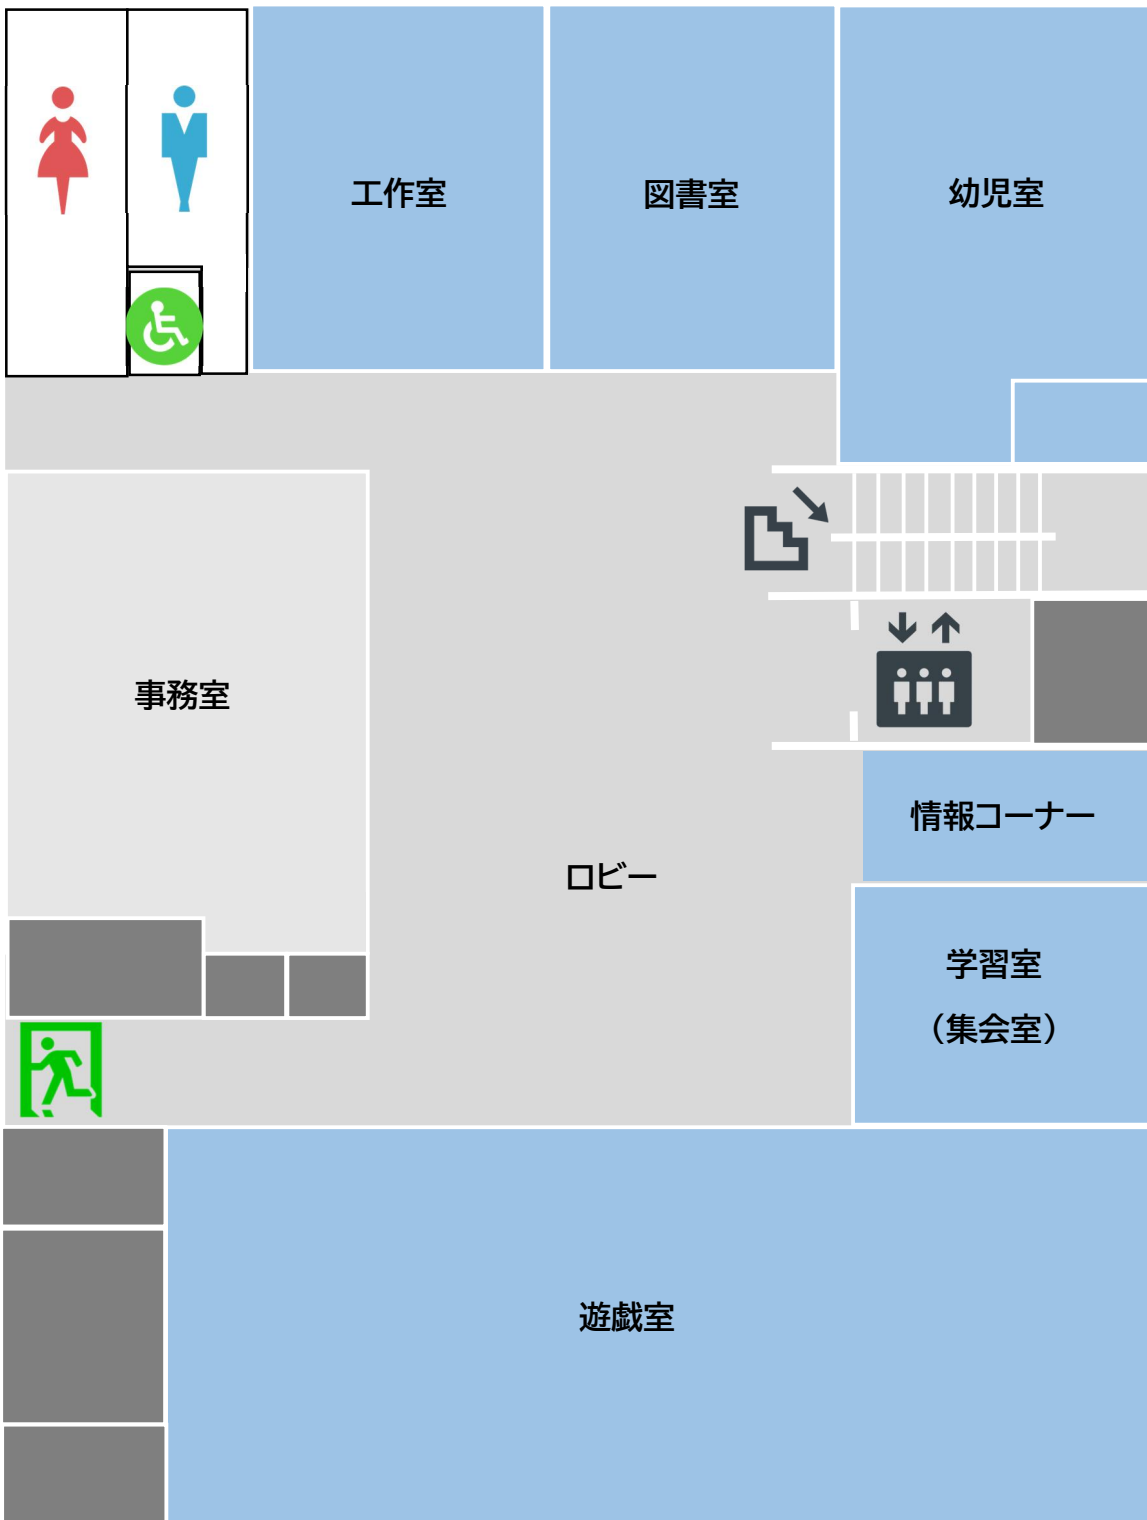 工作室
図書室
幼児室
事務室
情報コーナー
ロビー
学習室
（集会室）
遊戯室